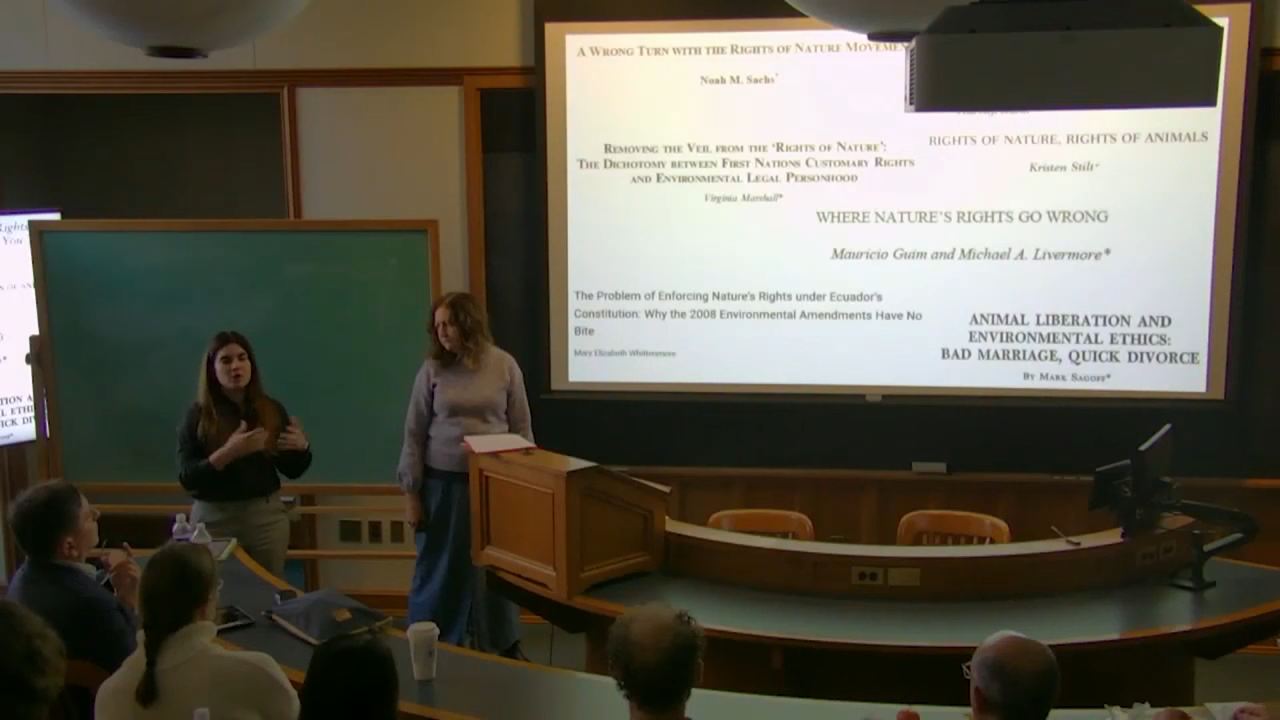 A WRONG TURN WITH THE RIGHTS OF NATURE
Noah M. Sachs*
REMOVING THE VEIL FROM THE ‘RIGHTS OF NATURE’:
THE DICHOTOMY BETWEEN FIRST NATIONS CUSTOMARY RIGHTS
AND ENVIRONMENTAL LEGAL PERSONHOOD
Virginia Marshall*
RIGHTS OF NATURE, RIGHTS OF ANIMALS
Kristen Stilt*
WHERE NATURE'S RIGHTS GO WRONG
Mauricio Guim and Michael A. Livermore*
The Problem of Enforcing Nature's Rights under Ecuador's
Constitution: Why the 2008 Environmental Amendments Have No
Bite
Mary Elizabeth Whittemore
ANIMAL LIBERATION AND
ENVIRONMENTAL ETHICS:
BAD MARRIAGE, QUICK DIVORCE
BY MARK SAGOFF*
Rights
You